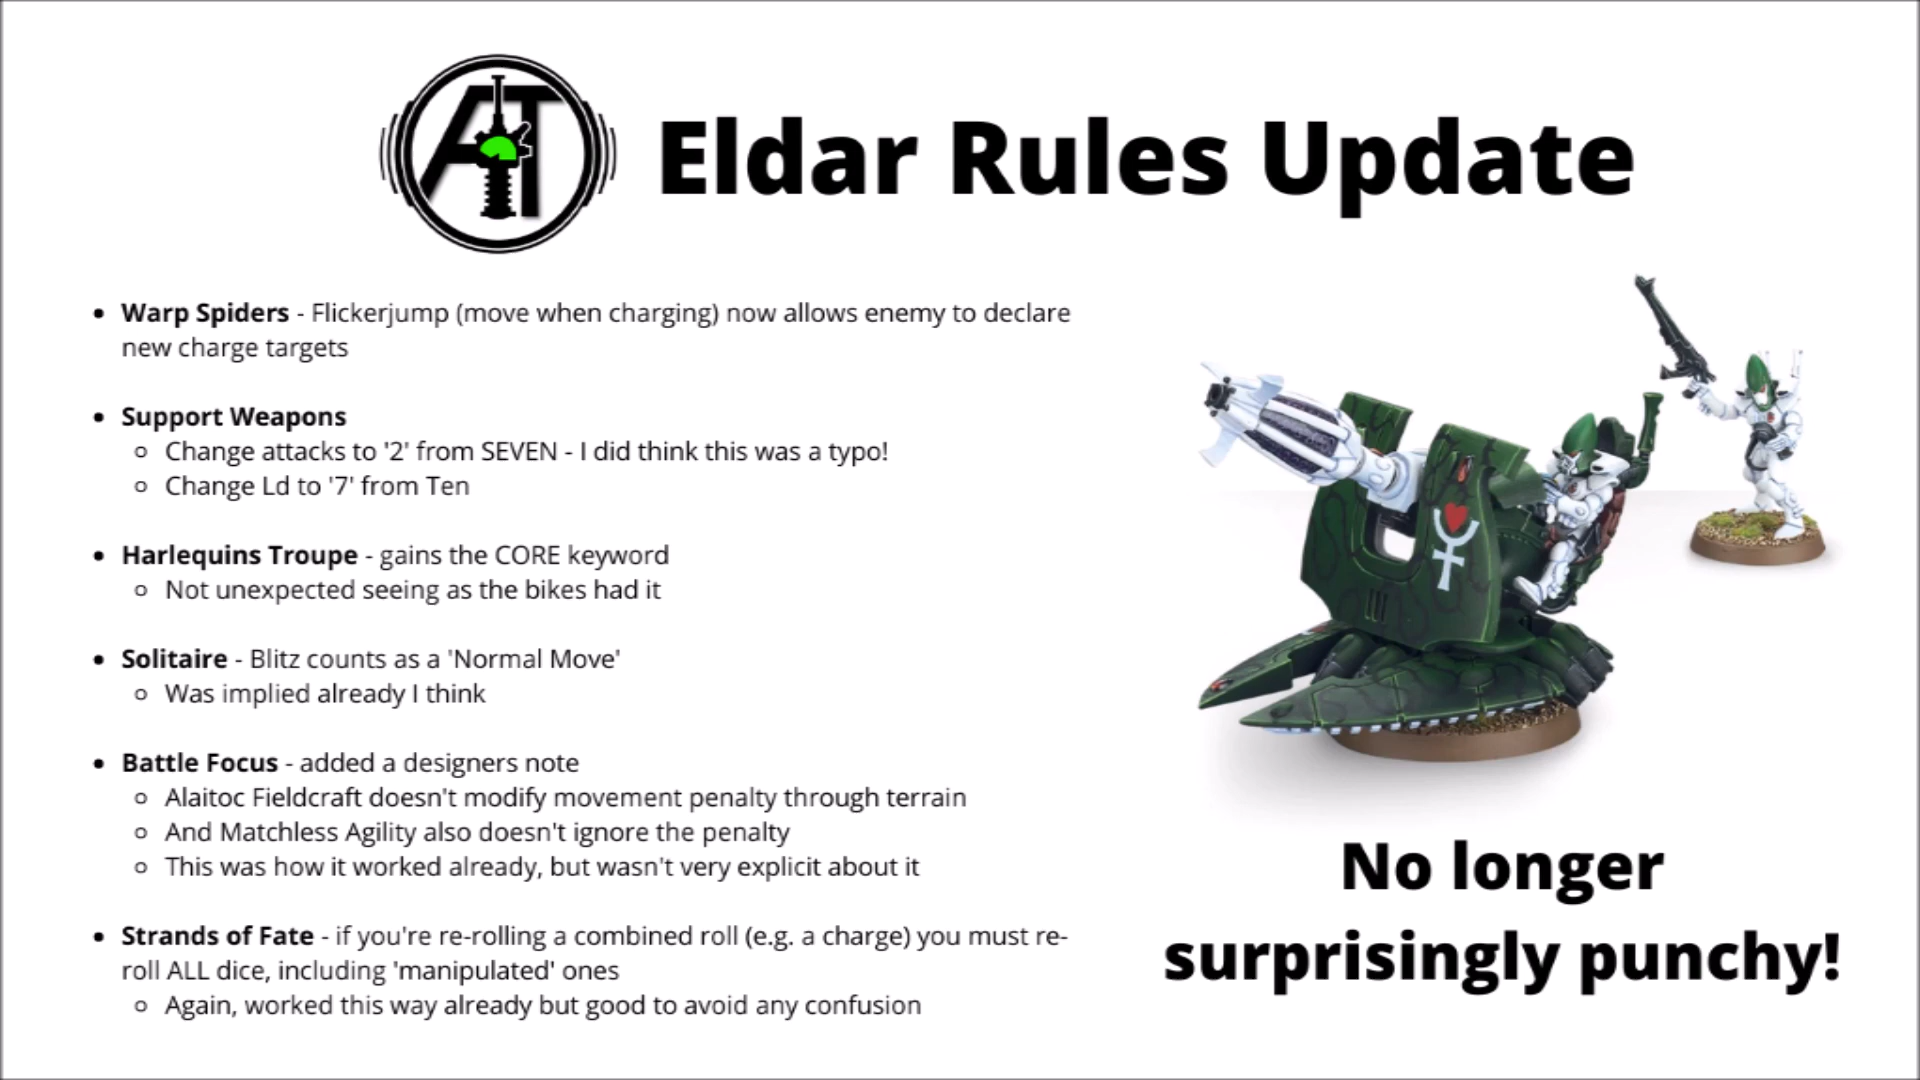 AT
Eldar Rules Update
• Warp Spiders - Flickerjump (move when charging) now allows enemy to declare
new charge targets
• Support Weapons
○ Change attacks to '2' from SEVEN - I did think this was a typo!
○ Change Ld to '7' from Ten
• Harlequins Troupe - gains the CORE keyword
○ Not unexpected seeing as the bikes had it
• Solitaire - Blitz counts as a 'Normal Move'
○ Was implied already I think
• Battle Focus - added a designers note
○ Alaitoc Fieldcraft doesn't modify movement penalty through terrain
○ And Matchless Agility also doesn't ignore the penalty
○ This was how it worked already, but wasn't very explicit about it
• Strands of Fate - if you're re-rolling a combined roll (e.g. a charge) you must re-
roll ALL dice, including 'manipulated' ones
○ Again, worked this way already but good to avoid any confusion
No longer
surprisingly punchy!